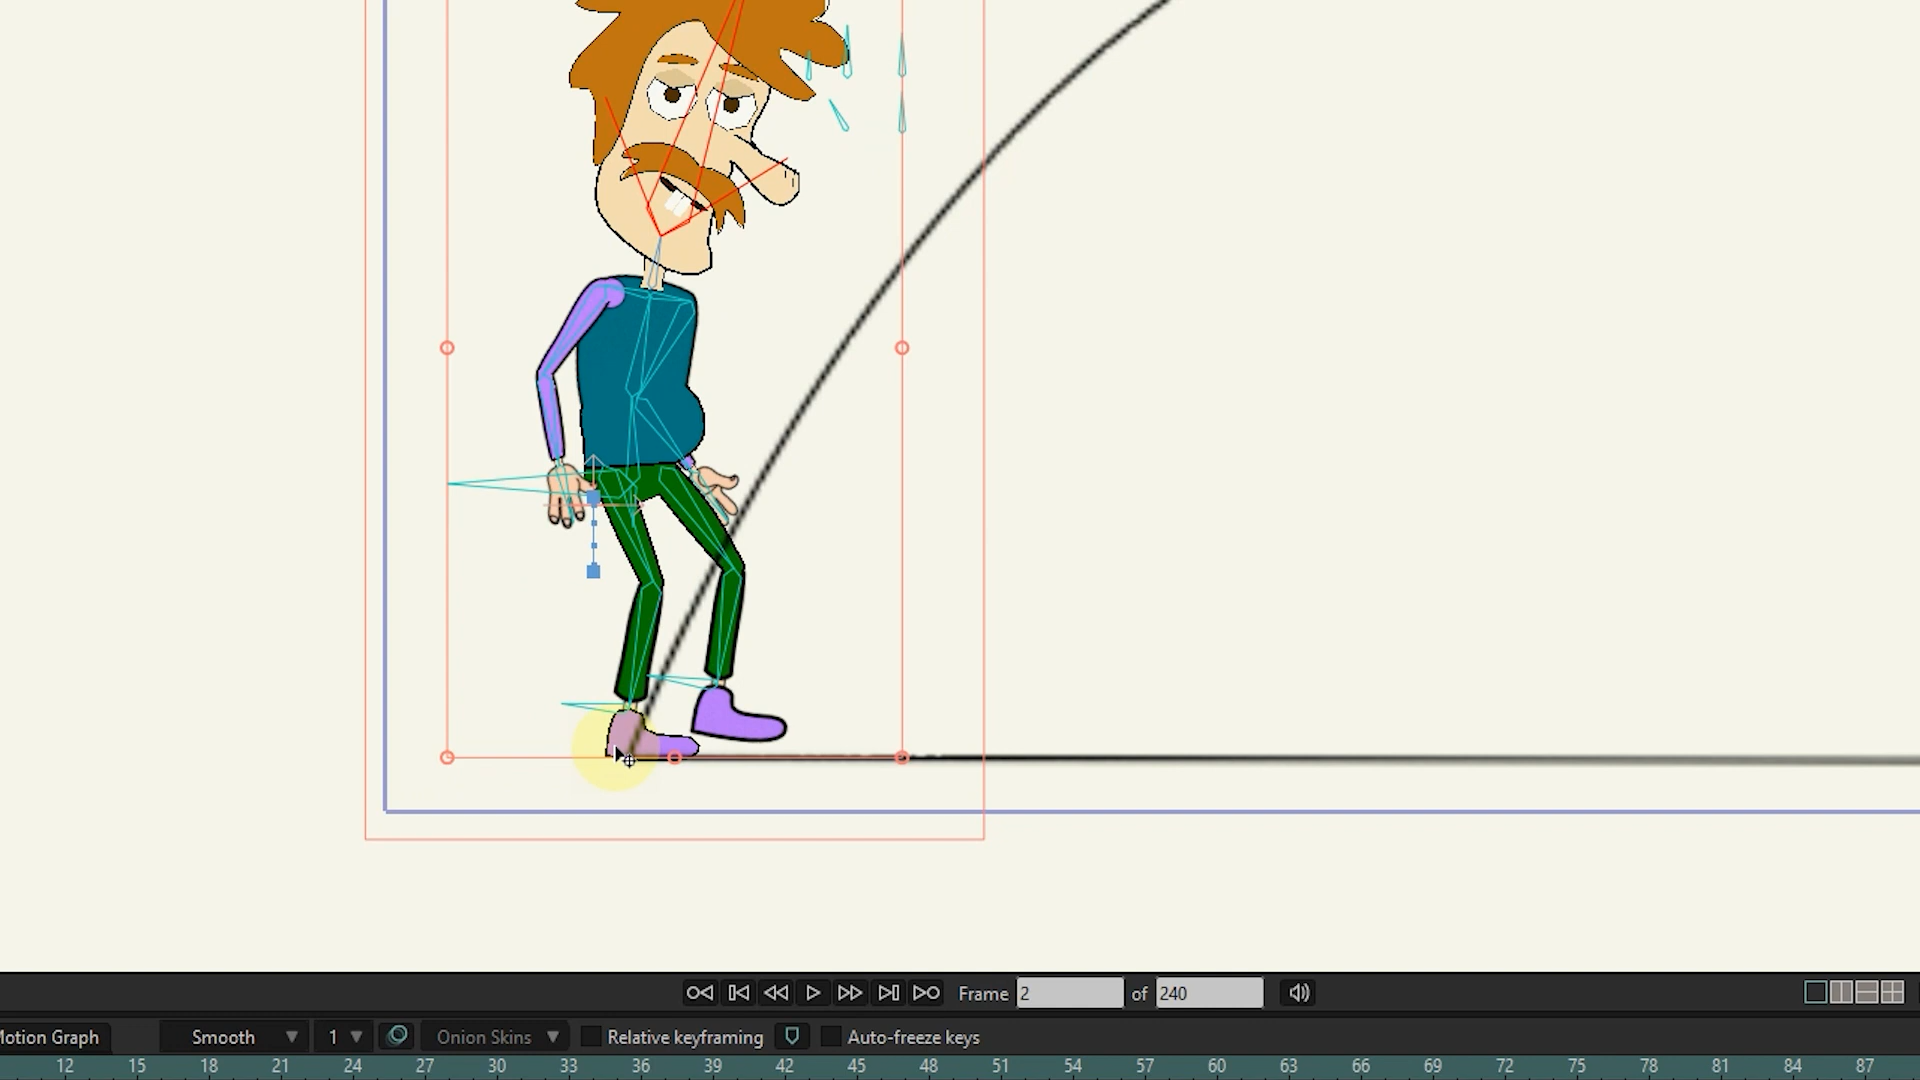 Frame 2 of 240
Motion Graph Smooth 1 Onion Skins Relative keyframing Auto-freeze keys
12 15 18 21 24 27 30 33 36 39 42 45 48 51 54 57 60 63 66 69 72 75 78 81 84 87